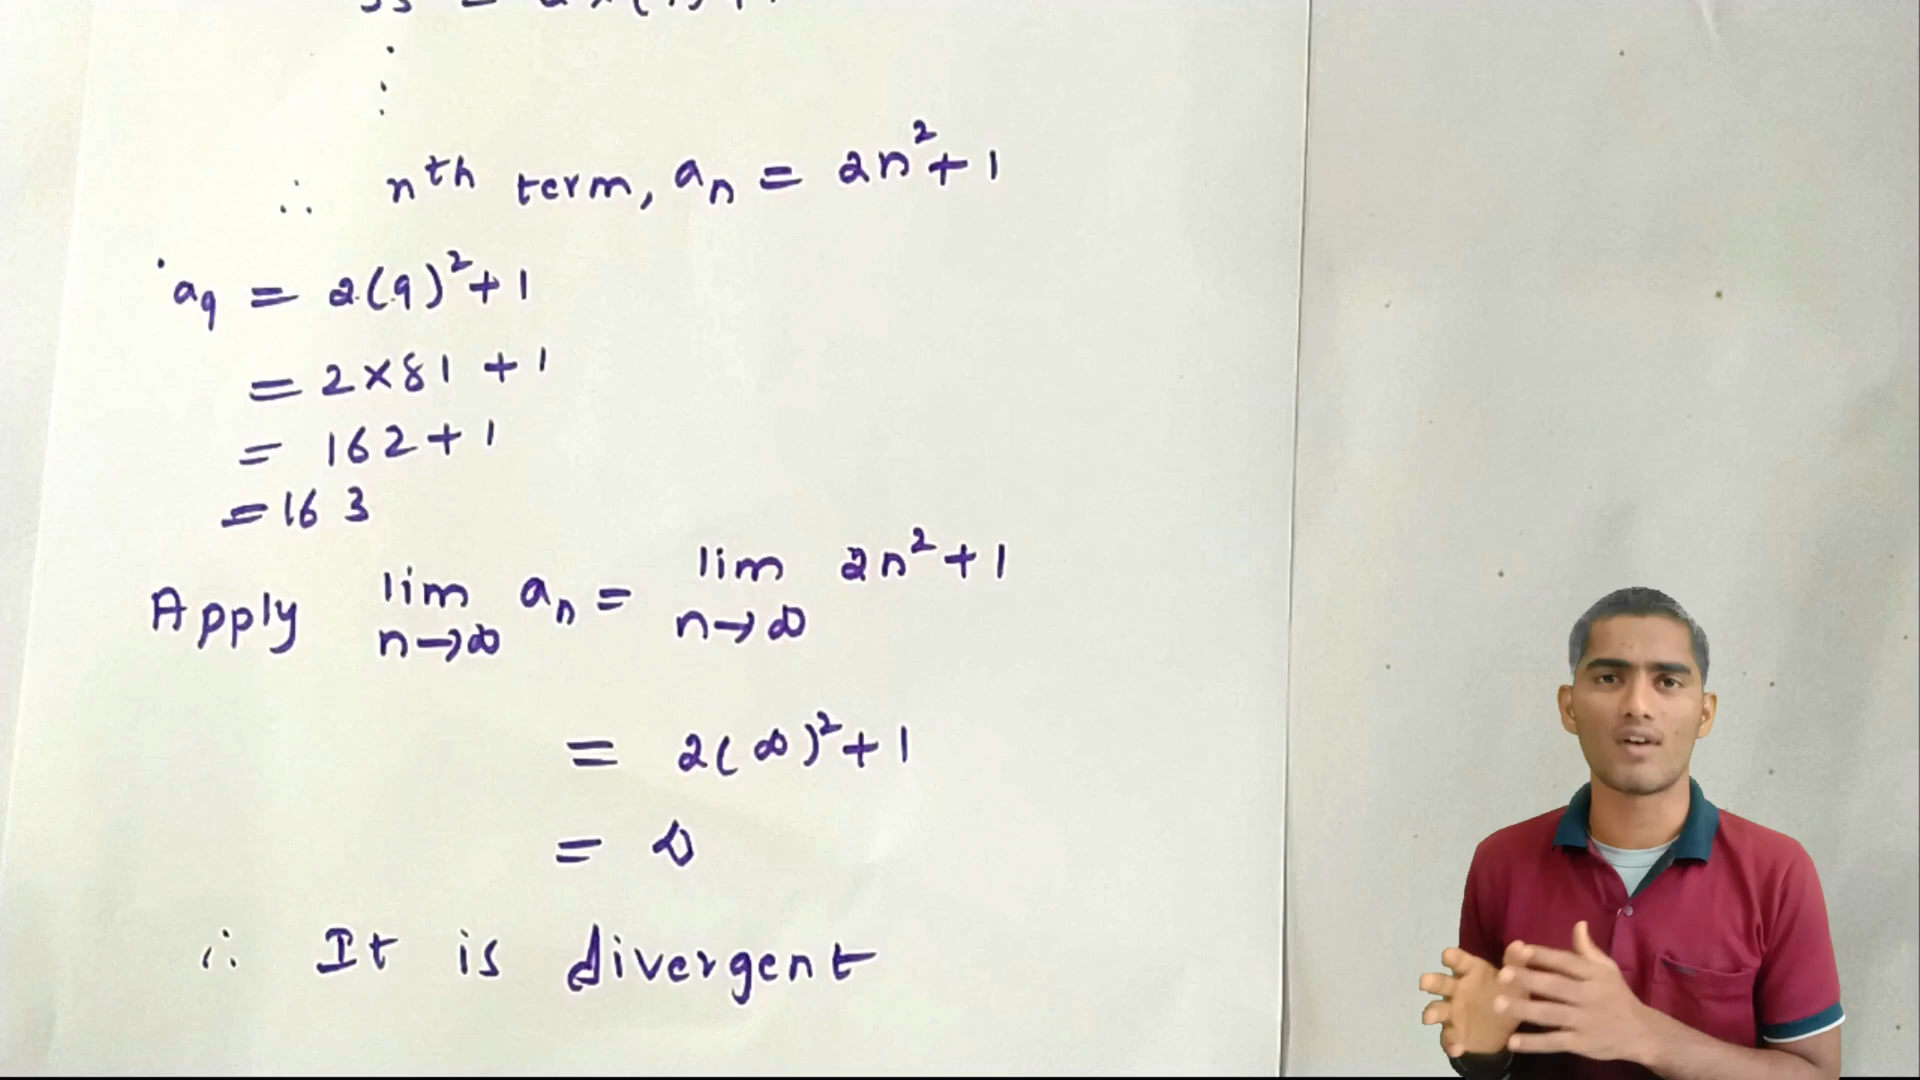 ∴ nth term, aₙ = 2n²+1
a₉ = 2(9)²+1
= 2×81 +1
= 162+1
=163
Apply lim n→∞ aₙ = lim n→∞ 2n²+1
= 2(∞)²+1
= ∞
∴ It is divergent